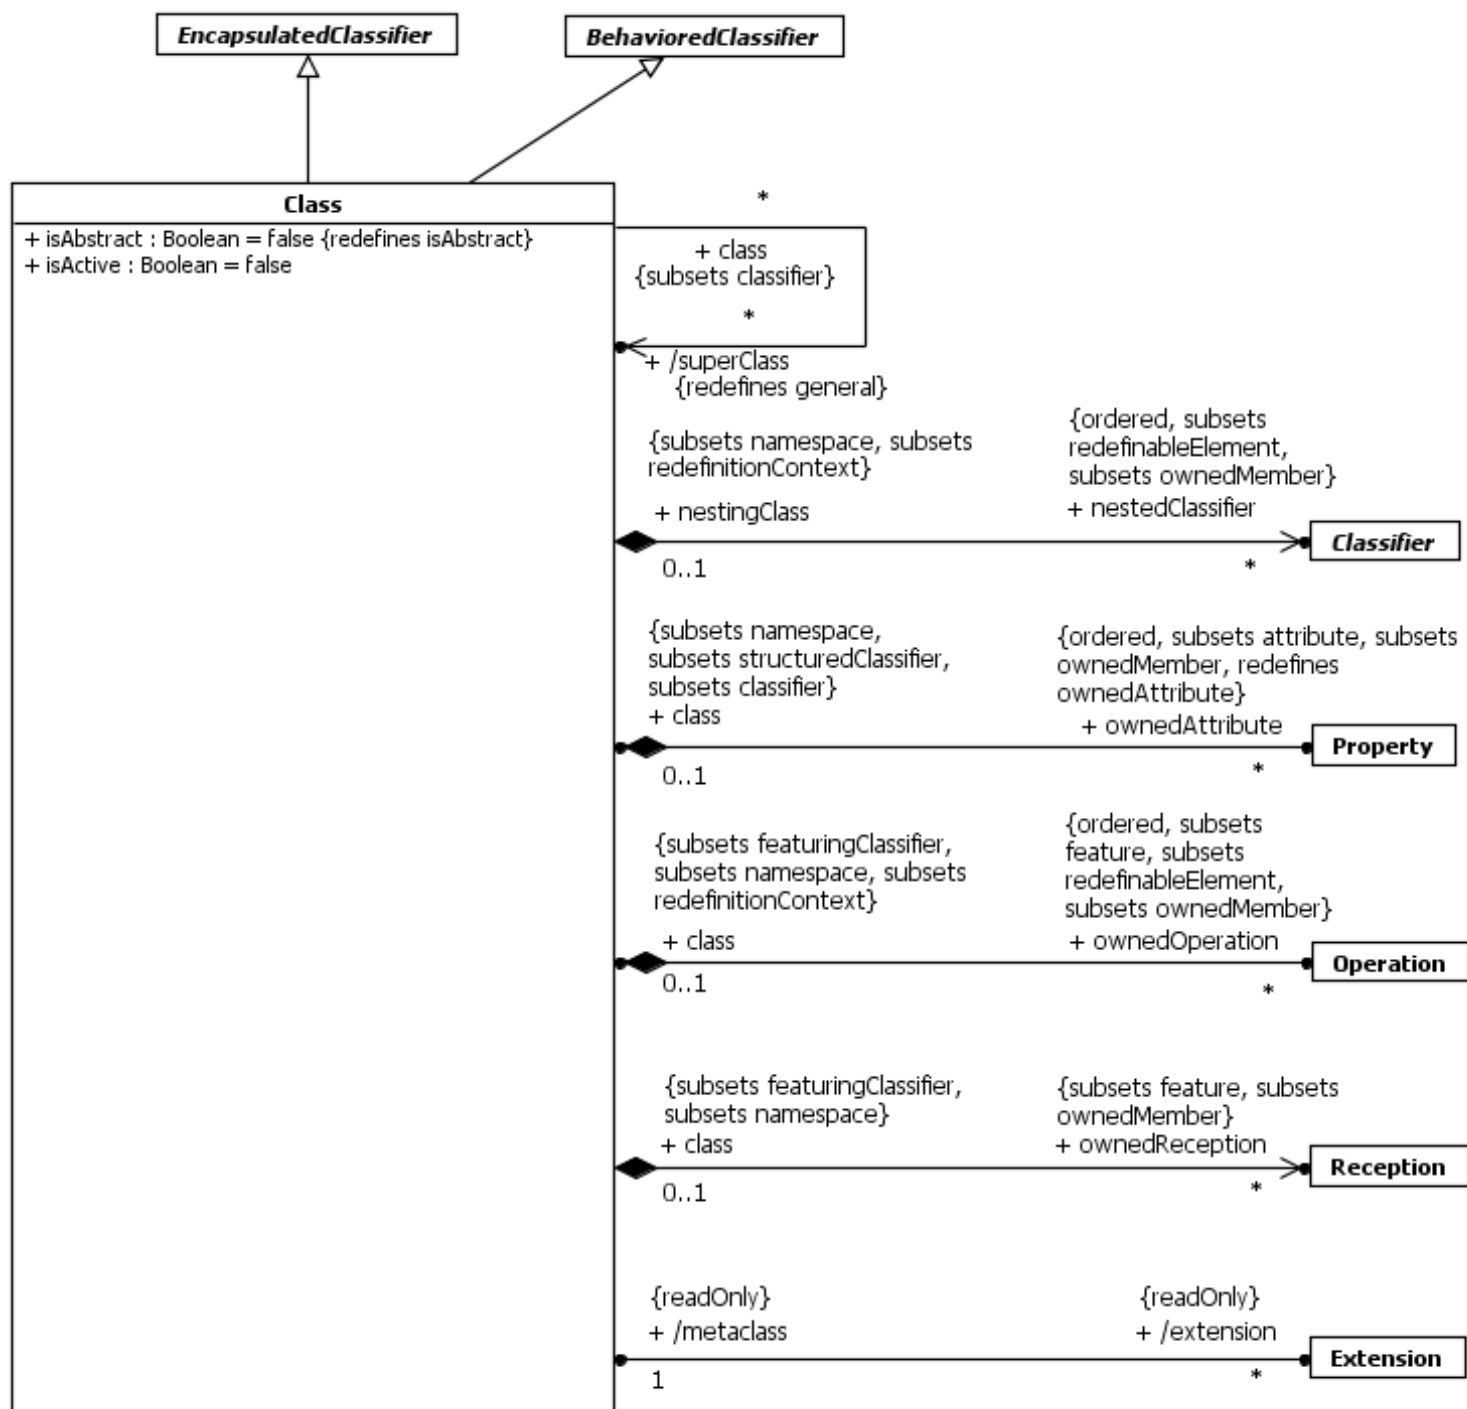 EncapsulatedClassifier
BehavioredClassifier
Class
+ isAbstract : Boolean = false {redefines isAbstract}
+ isActive : Boolean = false
*
+ class
{subsets classifier}
*
+ /superClass
{redefines general}
{subsets namespace, subsets
redefinitionContext}
+ nestingClass
0..1
{ordered, subsets
redefinableElement,
subsets ownedMember}
+ nestedClassifier
*
Classifier
{subsets namespace,
subsets structuredClassifier,
subsets classifier}
+ class
0..1
{ordered, subsets attribute, subsets
ownedMember, redefines
ownedAttribute}
+ ownedAttribute
*
Property
{subsets featuringClassifier,
subsets namespace, subsets
redefinitionContext}
+ class
0..1
{ordered, subsets
feature, subsets
redefinableElement,
subsets ownedMember}
+ ownedOperation
*
Operation
{subsets featuringClassifier,
subsets namespace}
+ class
0..1
{subsets feature, subsets
ownedMember}
+ ownedReception
*
Reception
{readOnly}
+ /metaclass
1
{readOnly}
+ /extension
*
Extension